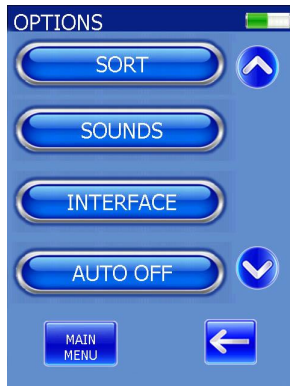 OPTIONS
SORT
SOUNDS
INTERFACE
AUTO OFF
MAIN
MENU